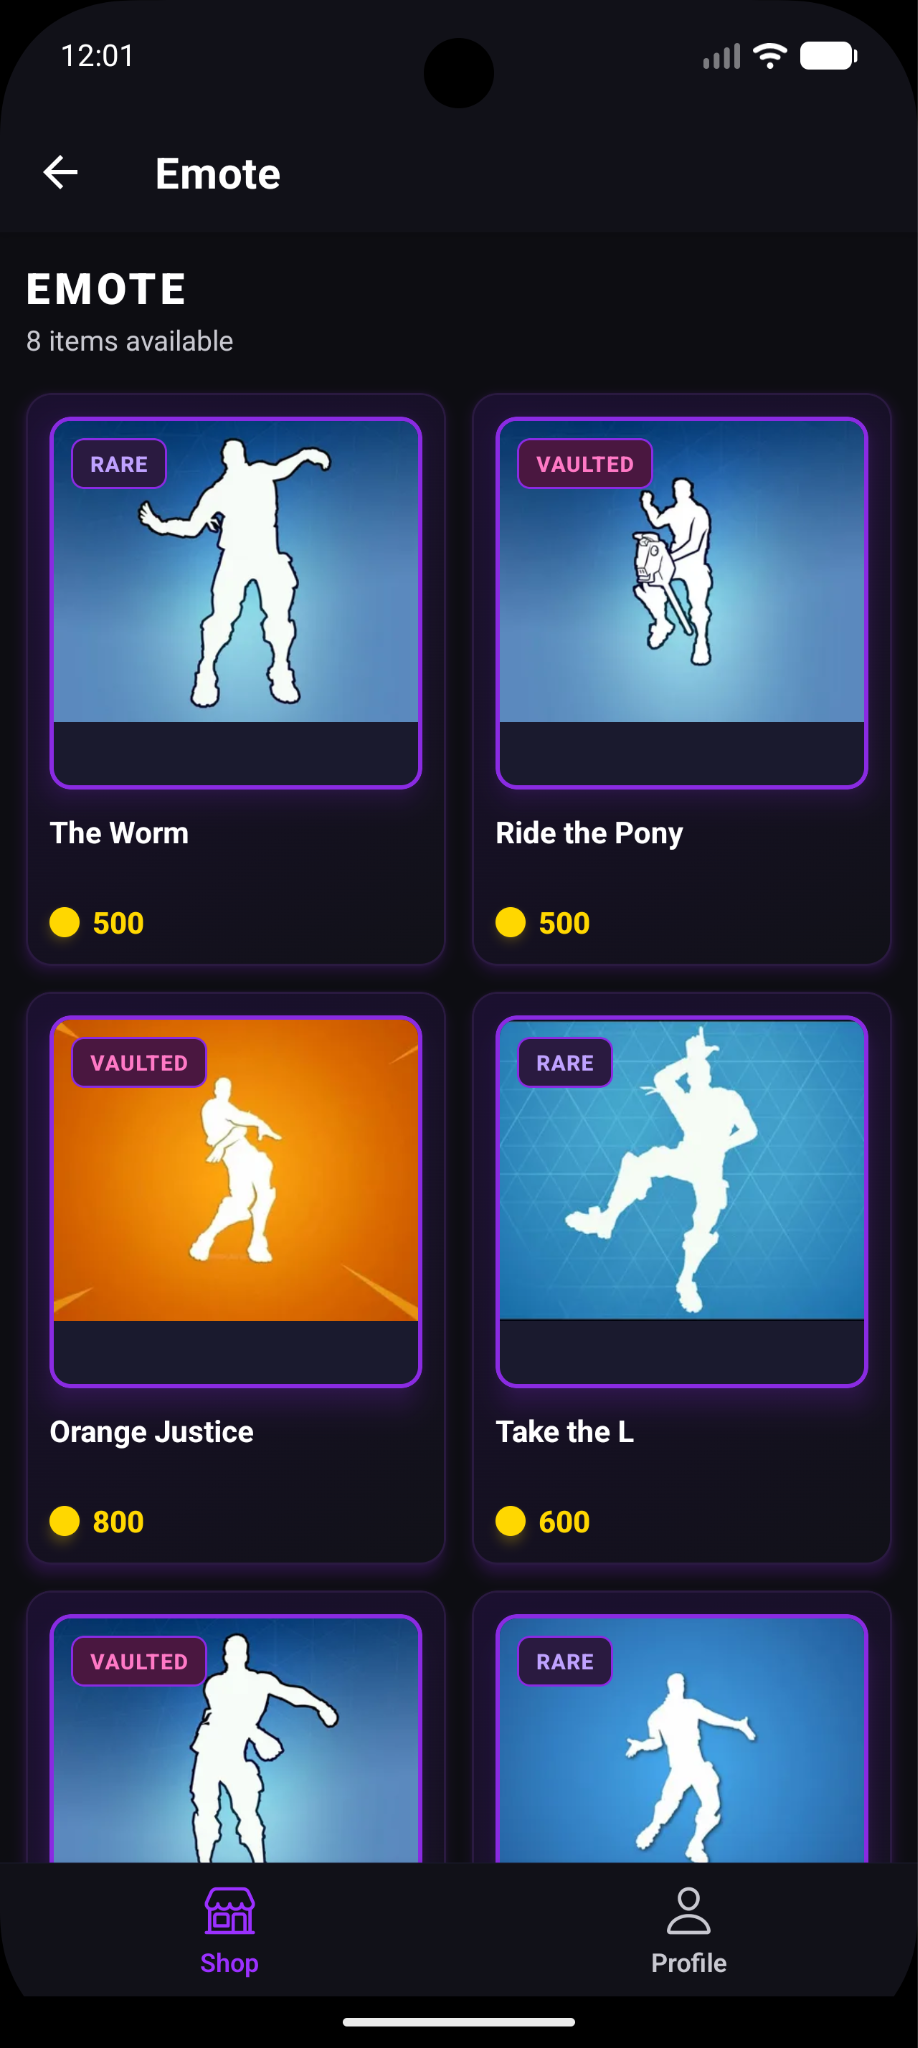 12:01
Emote
EMOTE
8 items available
RARE
VAULTED
The Worm
Ride the Pony
500
500
VAULTED
RARE
Orange Justice
Take the L
800
600
VAULTED
RARE
Shop
Profile